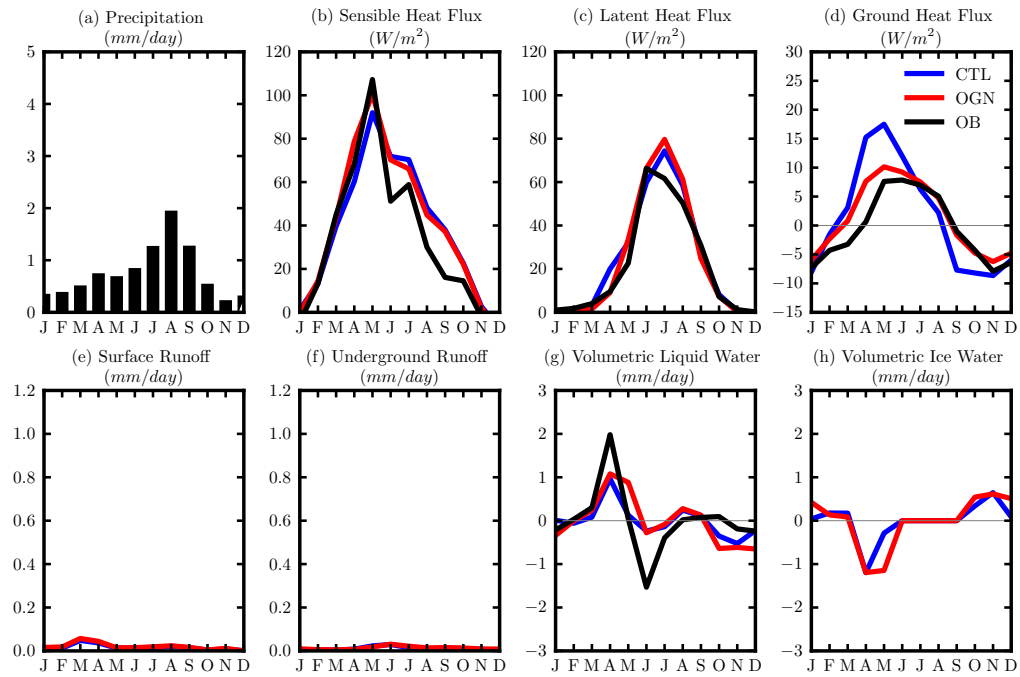 (a) Precipitation
(mm/day)
5
4
3
2
1
0
J F M A M J J A S O N D
(b) Sensible Heat Flux
(W/m²)
120
100
80
60
40
20
0
J F M A M J J A S O N D
(c) Latent Heat Flux
(W/m²)
120
100
80
60
40
20
0
J F M A M J J A S O N D
(d) Ground Heat Flux
(W/m²)
30
25
20
15
10
5
0
−5
−10
−15
J F M A M J J A S O N D
CTL
OGN
OB
(e) Surface Runoff
(mm/day)
1.2
1.0
0.8
0.6
0.4
0.2
0.0
J F M A M J J A S O N D
(f) Underground Runoff
(mm/day)
1.2
1.0
0.8
0.6
0.4
0.2
0.0
J F M A M J J A S O N D
(g) Volumetric Liquid Water
(mm/day)
3
2
1
0
−1
−2
−3
J F M A M J J A S O N D
(h) Volumetric Ice Water
(mm/day)
3
2
1
0
−1
−2
−3
J F M A M J J A S O N D